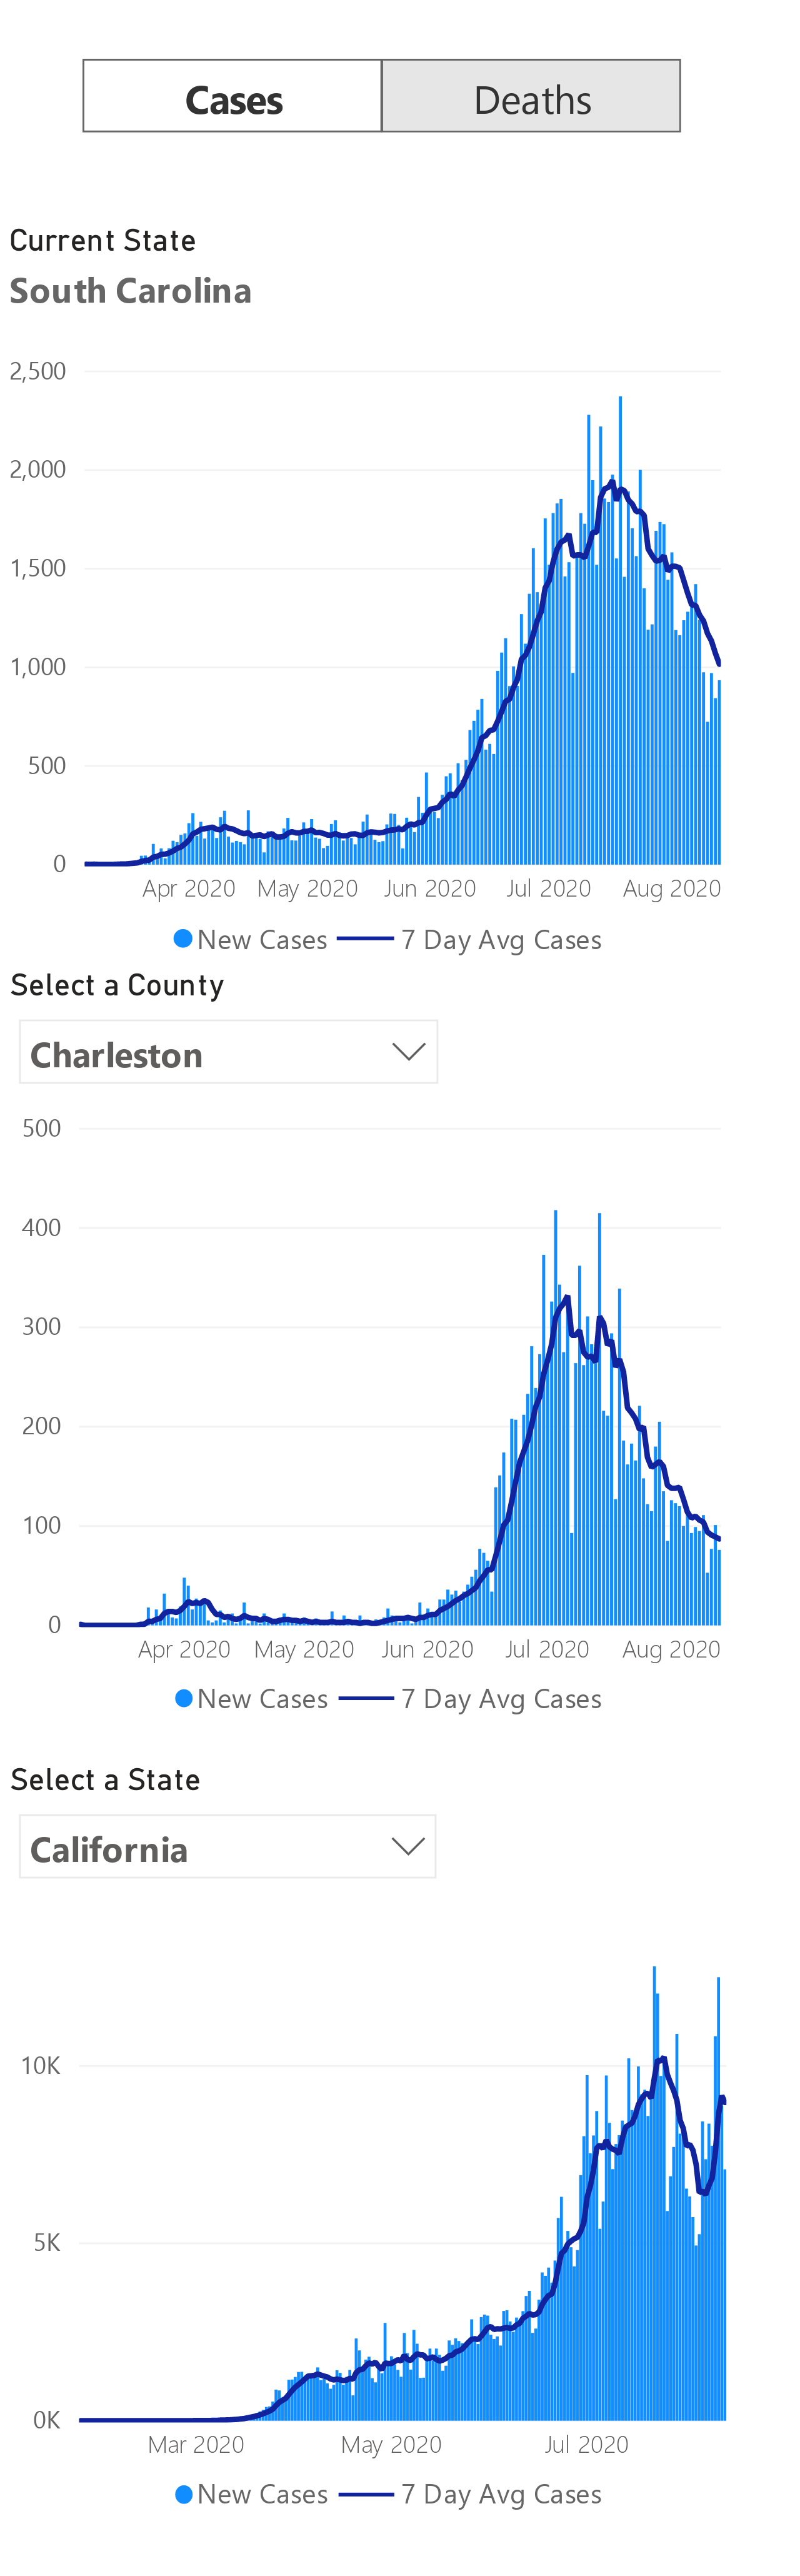 Cases Deaths
Current State
South Carolina
2,500
2,000
1,500
1,000
500
0
Apr 2020 May 2020 Jun 2020 Jul 2020 Aug 2020
New Cases 7 Day Avg Cases
Select a County
Charleston
500
400
300
200
100
0
Apr 2020 May 2020 Jun 2020 Jul 2020 Aug 2020
New Cases 7 Day Avg Cases
Select a State
California
10K
5K
0K
Mar 2020 May 2020 Jul 2020
New Cases 7 Day Avg Cases